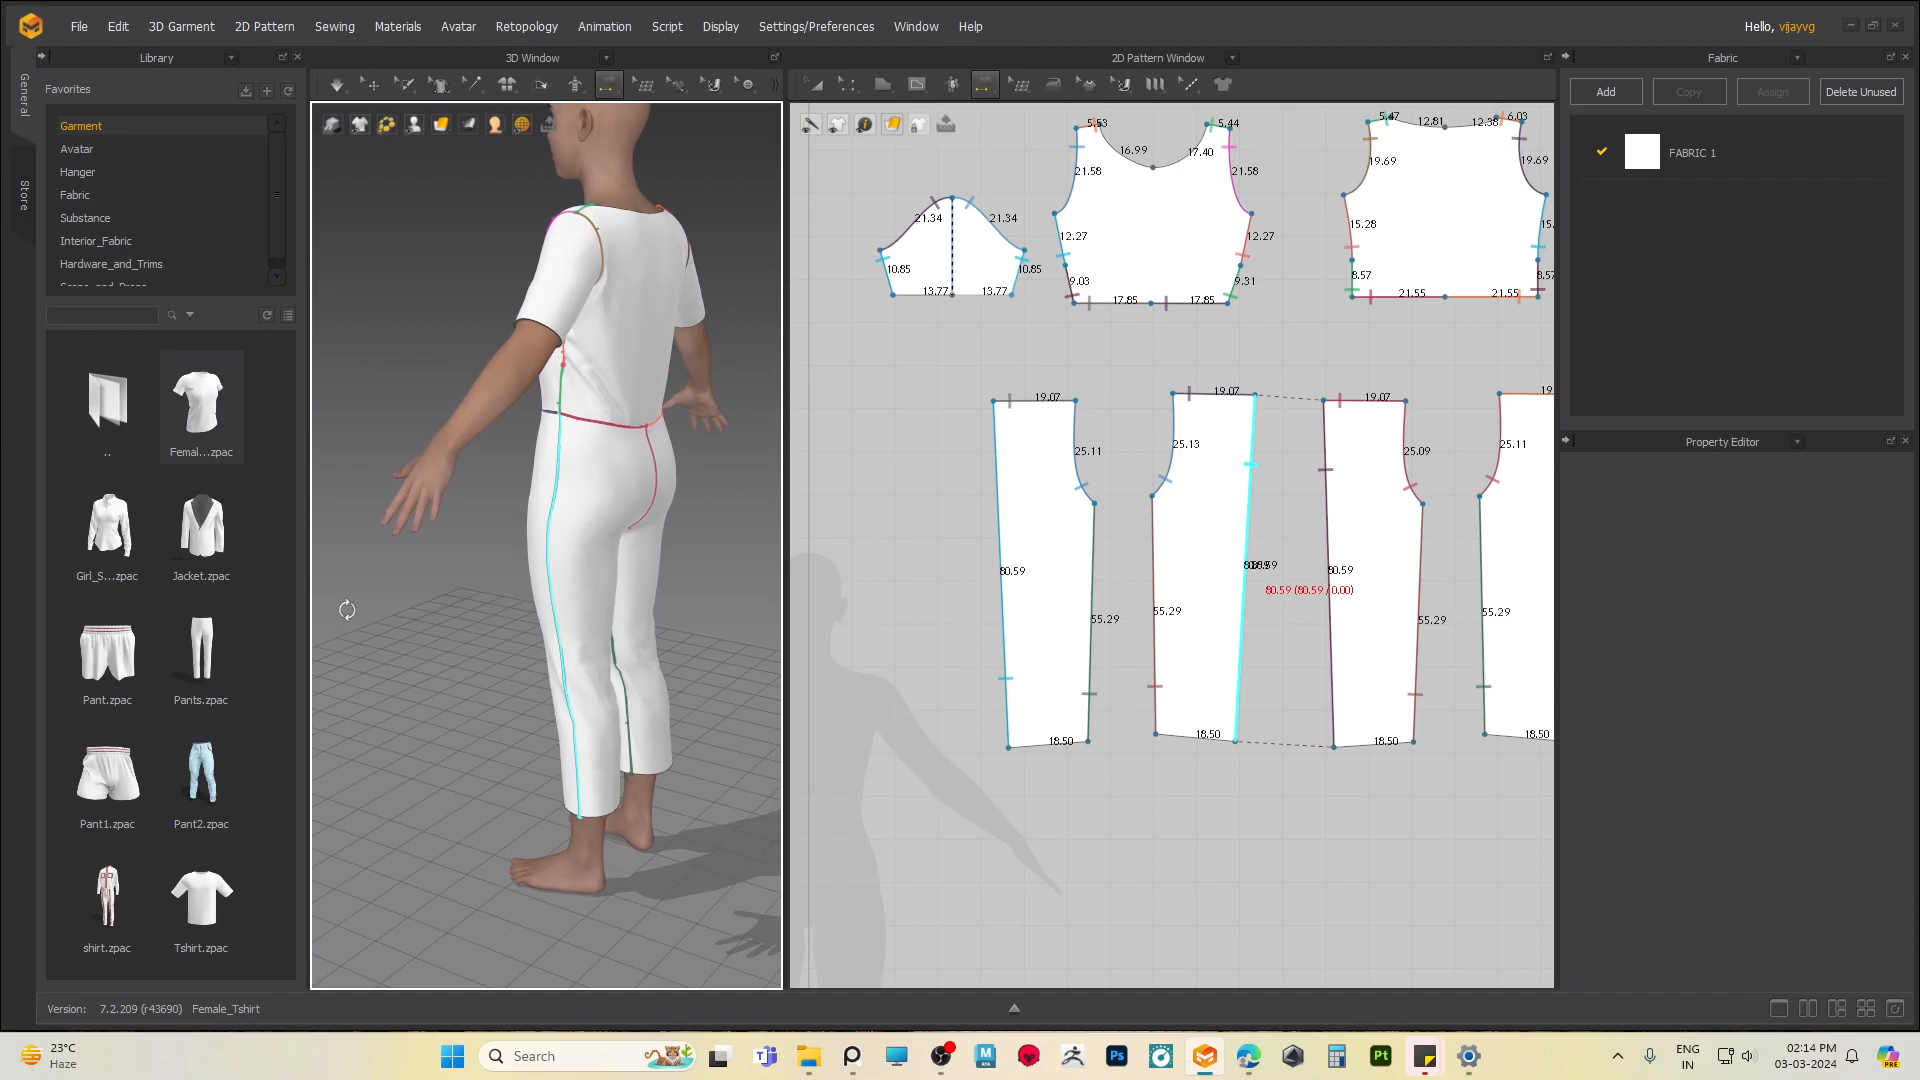 File Edit 3D Garment 2D Pattern Sewing Materials Avatar Retopology Animation Script Display Settings/Preferences Window Help
Hello, vijayvg
Library
3D Window
2D Pattern Window
Fabric
General
Store
Favorites
Garment
Avatar
Hanger
Fabric
Substance
Interior_Fabric
Hardware_and_Trims
Femal...zpac
..
Girl_S...zpac
Jacket.zpac
Pant.zpac
Pants.zpac
Pant1.zpac
Pant2.zpac
shirt.zpac
Tshirt.zpac
Add Copy Assign Delete Unused
FABRIC 1
Property Editor
5.53 5.44
16.99 17.40
21.58 21.58
12.27 12.27
9.03 9.31
17.85 17.85
21.34 21.34
10.85 10.85
13.77 13.77
5.47 12.81 12.38 6.03
19.69 19.69
15.28 15.
8.57 8.57
21.55 21.55
19.07 19.07 19.07 19
25.11 25.13 25.09 25.11
80.59 80.59
80.59 (80.59 / 0.00)
55.29 55.29 55.29 55.29
18.50 18.50 18.50 18.50
Version: 7.2.209 (r43690) Female_Tshirt
23°C
Haze
Search
ENG
IN
02:14 PM
03-03-2024